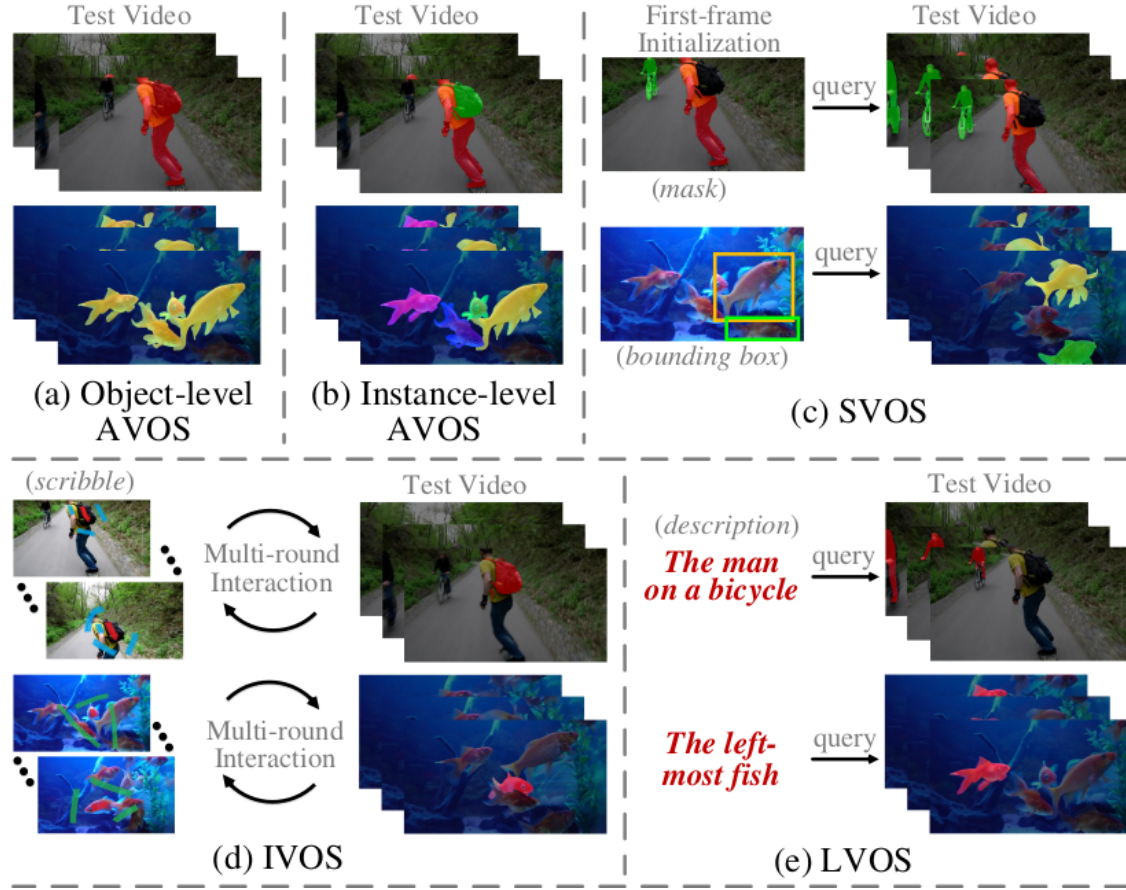 Test Video
Test Video
First-frame
Initialization
Test Video
query
(mask)
query
(bounding box)
(a) Object-level
AVOS
(b) Instance-level
AVOS
(c) SVOS
(scribble)
Test Video
Multi-round
Interaction
Multi-round
Interaction
(d) IVOS
Test Video
(description)
The man
on a bicycle
query
The left-
most fish
query
(e) LVOS